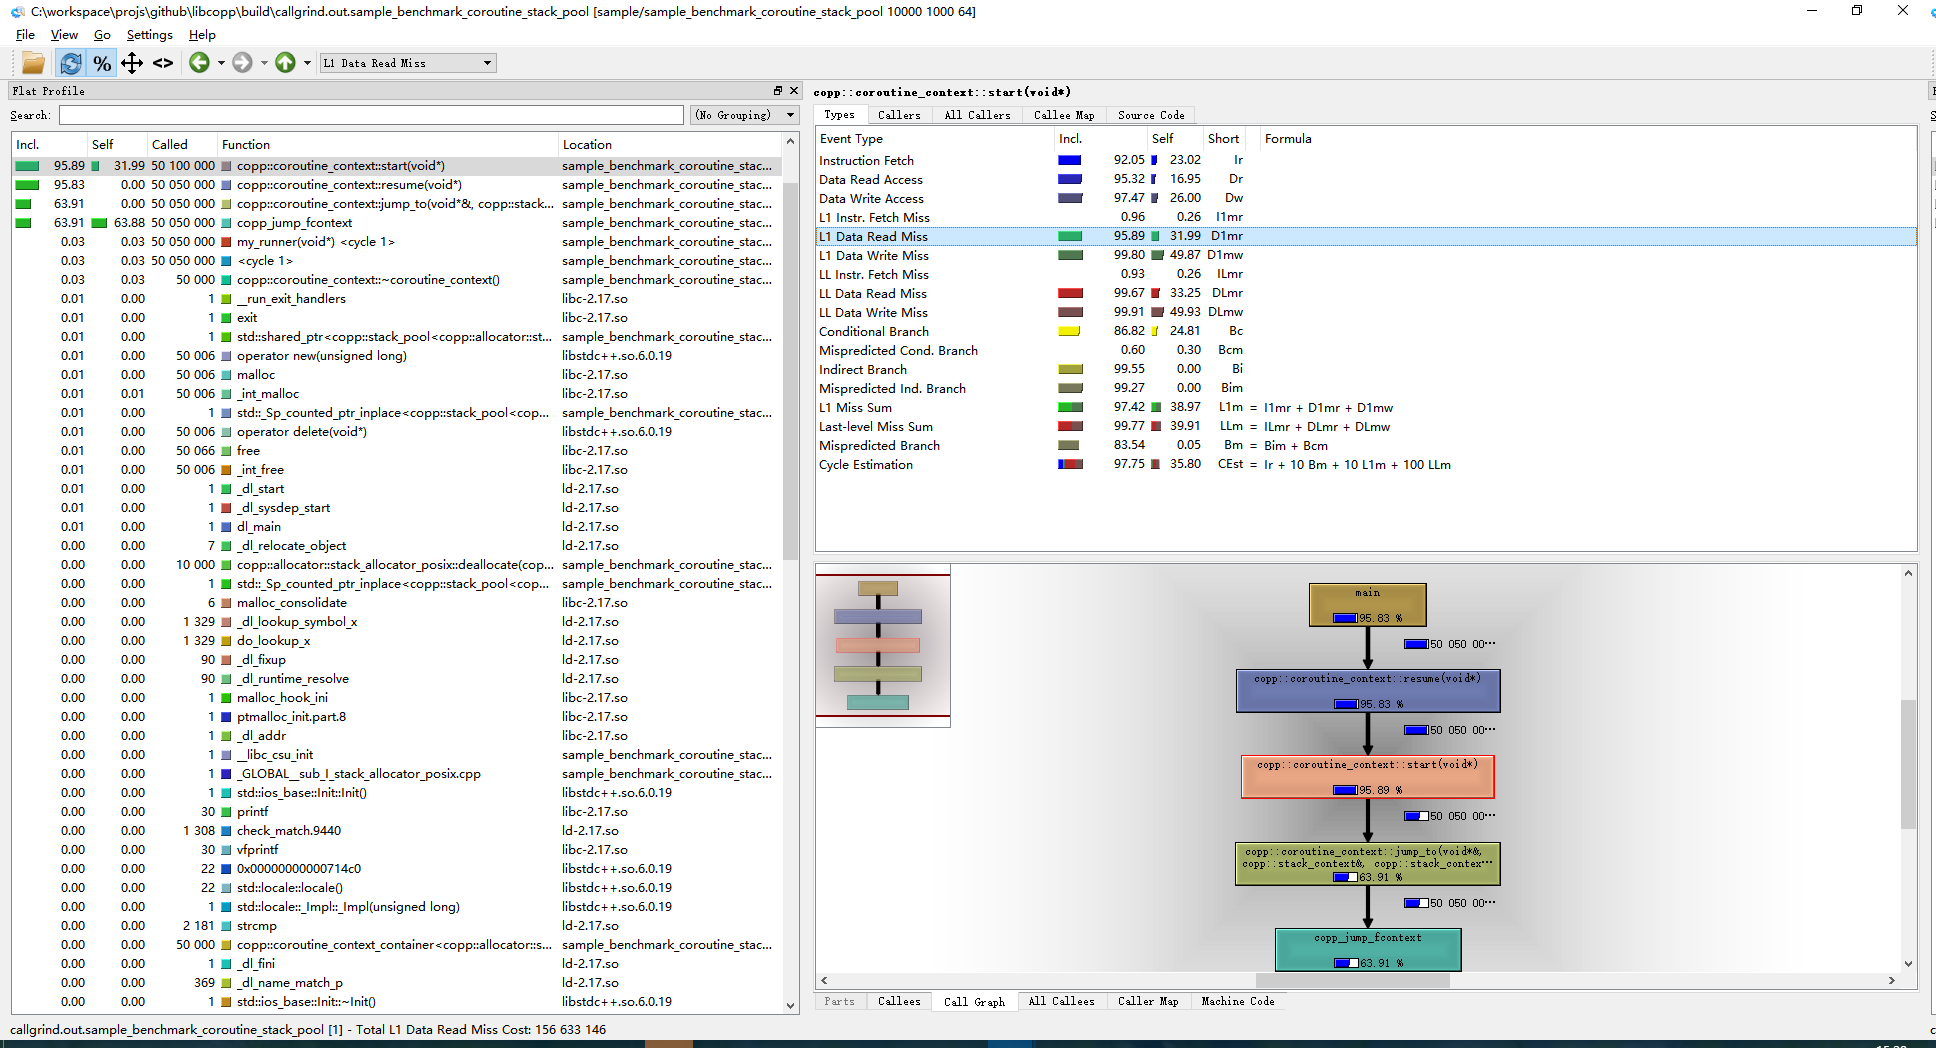 C:\workspace\projs\github\libcopp\build\callgrind.out.sample_benchmark_coroutine_stack_pool [sample/sample_benchmark_coroutine_stack_pool 10000 1000 64]
File View Go Settings Help
% <> L1 Data Read Miss
Flat Profile
Search: (No Grouping)
Incl. Self Called Function Location
95.89 31.99 50 100 000 copp::coroutine_context::start(void*) sample_benchmark_coroutine_stac...
95.83 0.00 50 050 000 copp::coroutine_context::resume(void*) sample_benchmark_coroutine_stac...
63.91 0.00 50 050 000 copp::coroutine_context::jump_to(void*&, copp::stack... sample_benchmark_coroutine_stac...
63.91 63.88 50 050 000 copp_jump_fcontext sample_benchmark_coroutine_stac...
0.03 0.03 50 050 000 my_runner(void*) <cycle 1> sample_benchmark_coroutine_stac...
0.03 0.03 50 050 000 <cycle 1> sample_benchmark_coroutine_stac...
0.03 0.03 50 000 copp::coroutine_context::~coroutine_context() sample_benchmark_coroutine_stac...
0.01 0.00 1 __run_exit_handlers libc-2.17.so
0.01 0.00 1 exit libc-2.17.so
0.01 0.00 1 std::shared_ptr<copp::stack_pool<copp::allocator::st... sample_benchmark_coroutine_stac...
0.01 0.00 50 006 operator new(unsigned long) libstdc++.so.6.0.19
0.01 0.00 50 006 malloc libc-2.17.so
0.01 0.01 50 006 _int_malloc libc-2.17.so
0.01 0.00 1 std::_Sp_counted_ptr_inplace<copp::stack_pool<cop... sample_benchmark_coroutine_stac...
0.01 0.00 50 006 operator delete(void*) libstdc++.so.6.0.19
0.01 0.00 50 066 free libc-2.17.so
0.01 0.00 50 006 _int_free libc-2.17.so
0.01 0.00 1 _dl_start ld-2.17.so
0.01 0.00 1 _dl_sysdep_start ld-2.17.so
0.01 0.00 1 dl_main ld-2.17.so
0.00 0.00 7 _dl_relocate_object ld-2.17.so
0.00 0.00 10 000 copp::allocator::stack_allocator_posix::deallocate(cop... sample_benchmark_coroutine_stac...
0.00 0.00 1 std::_Sp_counted_ptr_inplace<copp::stack_pool<cop... sample_benchmark_coroutine_stac...
0.00 0.00 6 malloc_consolidate libc-2.17.so
0.00 0.00 1 329 _dl_lookup_symbol_x ld-2.17.so
0.00 0.00 1 329 do_lookup_x ld-2.17.so
0.00 0.00 90 _dl_fixup ld-2.17.so
0.00 0.00 90 _dl_runtime_resolve ld-2.17.so
0.00 0.00 1 malloc_hook_ini libc-2.17.so
0.00 0.00 1 ptmalloc_init.part.8 libc-2.17.so
0.00 0.00 1 _dl_addr libc-2.17.so
0.00 0.00 1 __libc_csu_init sample_benchmark_coroutine_stac...
0.00 0.00 1 _GLOBAL__sub_I_stack_allocator_posix.cpp sample_benchmark_coroutine_stac...
0.00 0.00 1 std::ios_base::Init::Init() libstdc++.so.6.0.19
0.00 0.00 30 printf libc-2.17.so
0.00 0.00 1 308 check_match.9440 ld-2.17.so
0.00 0.00 30 vfprintf libc-2.17.so
0.00 0.00 22 0x00000000000714c0 libstdc++.so.6.0.19
0.00 0.00 22 std::locale::locale() libstdc++.so.6.0.19
0.00 0.00 1 std::locale::_Impl::_Impl(unsigned long) libstdc++.so.6.0.19
0.00 0.00 2 181 strcmp ld-2.17.so
0.00 0.00 50 000 copp::coroutine_context_container<copp::allocator::s... sample_benchmark_coroutine_stac...
0.00 0.00 1 _dl_fini ld-2.17.so
0.00 0.00 369 _dl_name_match_p ld-2.17.so
0.00 0.00 1 std::ios_base::Init::~Init() libstdc++.so.6.0.19
copp::coroutine_context::start(void*)
Types Callers All Callers Callee Map Source Code
Event Type Incl. Self Short Formula
Instruction Fetch 92.05 23.02 Ir
Data Read Access 95.32 16.95 Dr
Data Write Access 97.47 26.00 Dw
L1 Instr. Fetch Miss 0.96 0.26 I1mr
L1 Data Read Miss 95.89 31.99 D1mr
L1 Data Write Miss 99.80 49.87 D1mw
LL Instr. Fetch Miss 0.93 0.26 ILmr
LL Data Read Miss 99.67 33.25 DLmr
LL Data Write Miss 99.91 49.93 DLmw
Conditional Branch 86.82 24.81 Bc
Mispredicted Cond. Branch 0.60 0.30 Bcm
Indirect Branch 99.55 0.00 Bi
Mispredicted Ind. Branch 99.27 0.00 Bim
L1 Miss Sum 97.42 38.97 L1m = I1mr + D1mr + D1mw
Last-level Miss Sum 99.77 39.91 LLm = ILmr + DLmr + DLmw
Mispredicted Branch 83.54 0.05 Bm = Bim + Bcm
Cycle Estimation 97.75 35.80 CEst = Ir + 10 Bm + 10 L1m + 100 LLm
main
95.83 %
50 050 00...
copp::coroutine_context::resume(void*)
95.83 %
50 050 00...
copp::coroutine_context::start(void*)
95.89 %
50 050 00...
copp::coroutine_context::jump_to(void*&,
copp::stack_context&, copp::stack_contex...
63.91 %
50 050 00...
copp_jump_fcontext
63.91 %
Parts Callees Call Graph All Callees Caller Map Machine Code
callgrind.out.sample_benchmark_coroutine_stack_pool [1] - Total L1 Data Read Miss Cost: 156 633 146